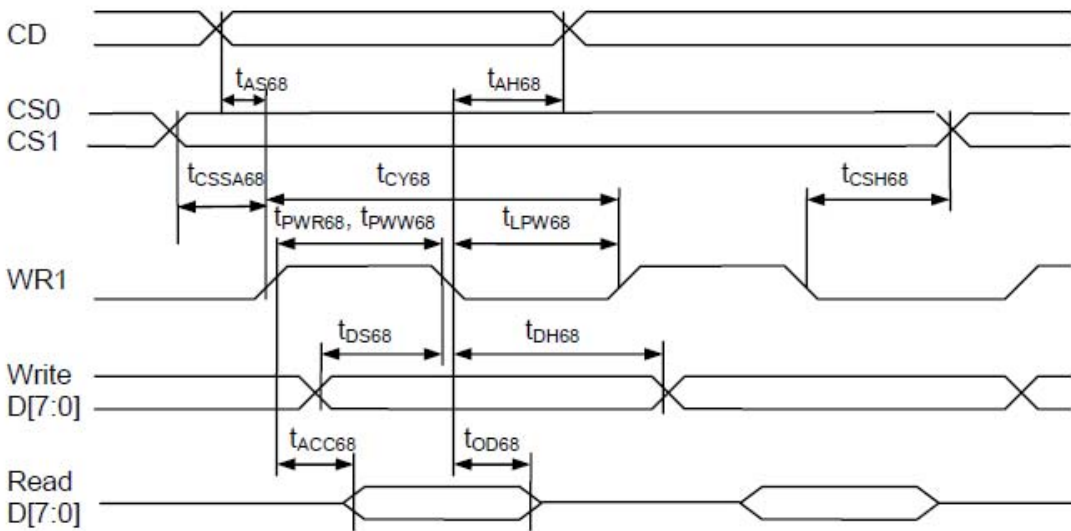 CD
tAS68
tAH68
CS0
CS1
tCSSA68
tCY68
tCSH68
tPWR68, tPWW68
tLPW68
WR1
tDS68
tDH68
Write
D[7:0]
tACC68
tOD68
Read
D[7:0]